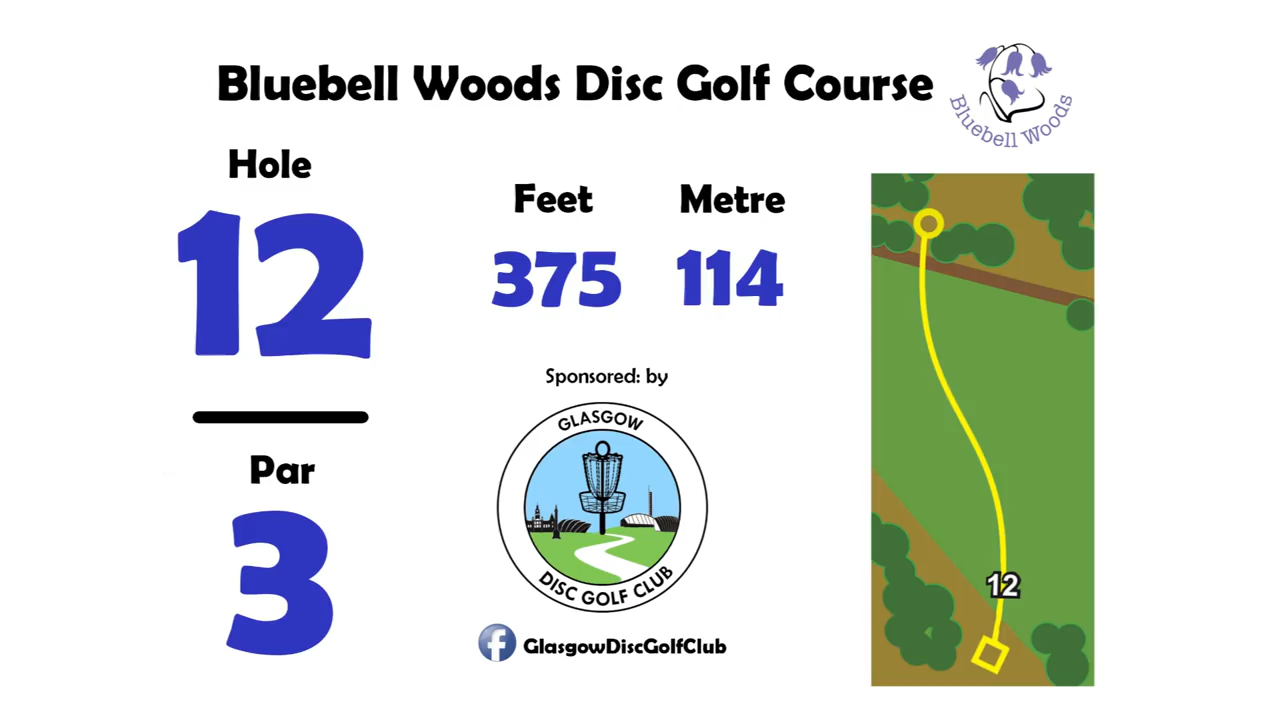 Bluebell Woods Disc Golf Course
Bluebell Woods
Hole
12
Par
3
Feet
375
Metre
114
Sponsored: by
GLASGOW
DISC GOLF CLUB
f GlasgowDiscGolfClub
12